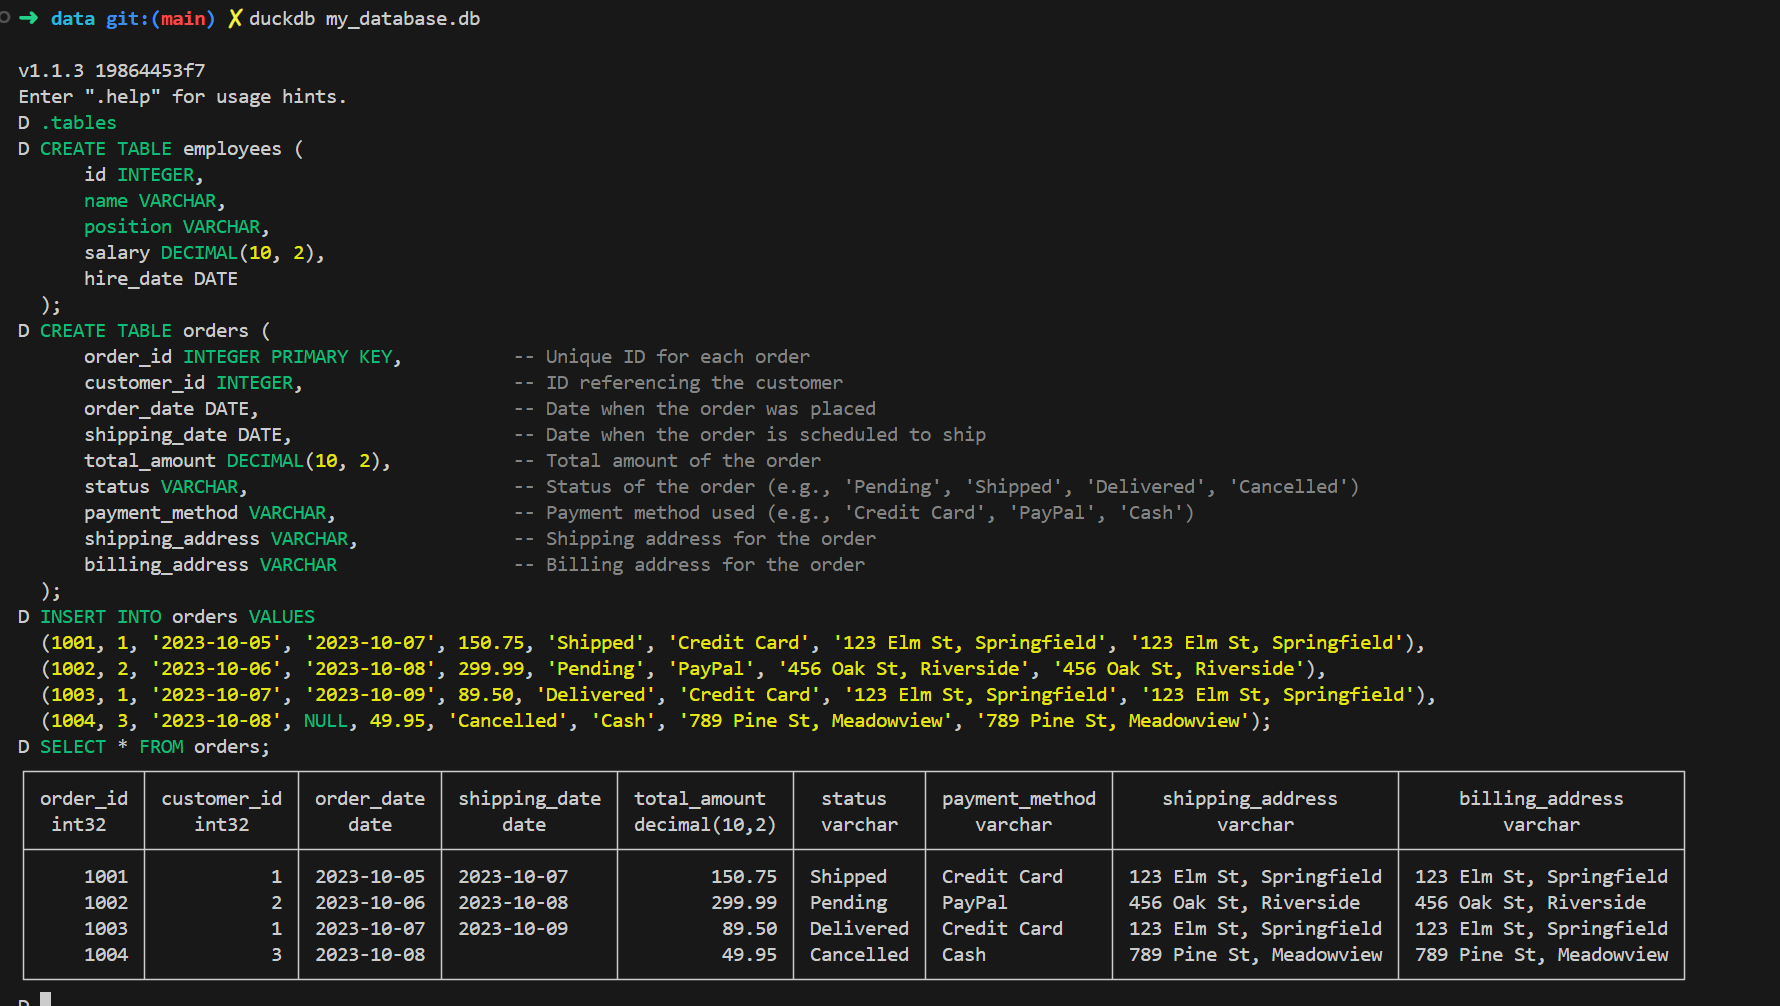 ➜ data git:(main) ✗ duckdb my_database.db
v1.1.3 19864453f7
Enter ".help" for usage hints.
D .tables
D CREATE TABLE employees (
id INTEGER,
name VARCHAR,
position VARCHAR,
salary DECIMAL(10, 2),
hire_date DATE
);
D CREATE TABLE orders (
order_id INTEGER PRIMARY KEY, -- Unique ID for each order
customer_id INTEGER, -- ID referencing the customer
order_date DATE, -- Date when the order was placed
shipping_date DATE, -- Date when the order is scheduled to ship
total_amount DECIMAL(10, 2), -- Total amount of the order
status VARCHAR, -- Status of the order (e.g., 'Pending', 'Shipped', 'Delivered', 'Cancelled')
payment_method VARCHAR, -- Payment method used (e.g., 'Credit Card', 'PayPal', 'Cash')
shipping_address VARCHAR, -- Shipping address for the order
billing_address VARCHAR -- Billing address for the order
);
D INSERT INTO orders VALUES
(1001, 1, '2023-10-05', '2023-10-07', 150.75, 'Shipped', 'Credit Card', '123 Elm St, Springfield', '123 Elm St, Springfield'),
(1002, 2, '2023-10-06', '2023-10-08', 299.99, 'Pending', 'PayPal', '456 Oak St, Riverside', '456 Oak St, Riverside'),
(1003, 1, '2023-10-07', '2023-10-09', 89.50, 'Delivered', 'Credit Card', '123 Elm St, Springfield', '123 Elm St, Springfield'),
(1004, 3, '2023-10-08', NULL, 49.95, 'Cancelled', 'Cash', '789 Pine St, Meadowview', '789 Pine St, Meadowview');
D SELECT * FROM orders;
order_id customer_id order_date shipping_date total_amount status payment_method shipping_address billing_address
int32 int32 date date decimal(10,2) varchar varchar varchar varchar
1001 1 2023-10-05 2023-10-07 150.75 Shipped Credit Card 123 Elm St, Springfield 123 Elm St, Springfield
1002 2 2023-10-06 2023-10-08 299.99 Pending PayPal 456 Oak St, Riverside 456 Oak St, Riverside
1003 1 2023-10-07 2023-10-09 89.50 Delivered Credit Card 123 Elm St, Springfield 123 Elm St, Springfield
1004 3 2023-10-08 49.95 Cancelled Cash 789 Pine St, Meadowview 789 Pine St, Meadowview
D